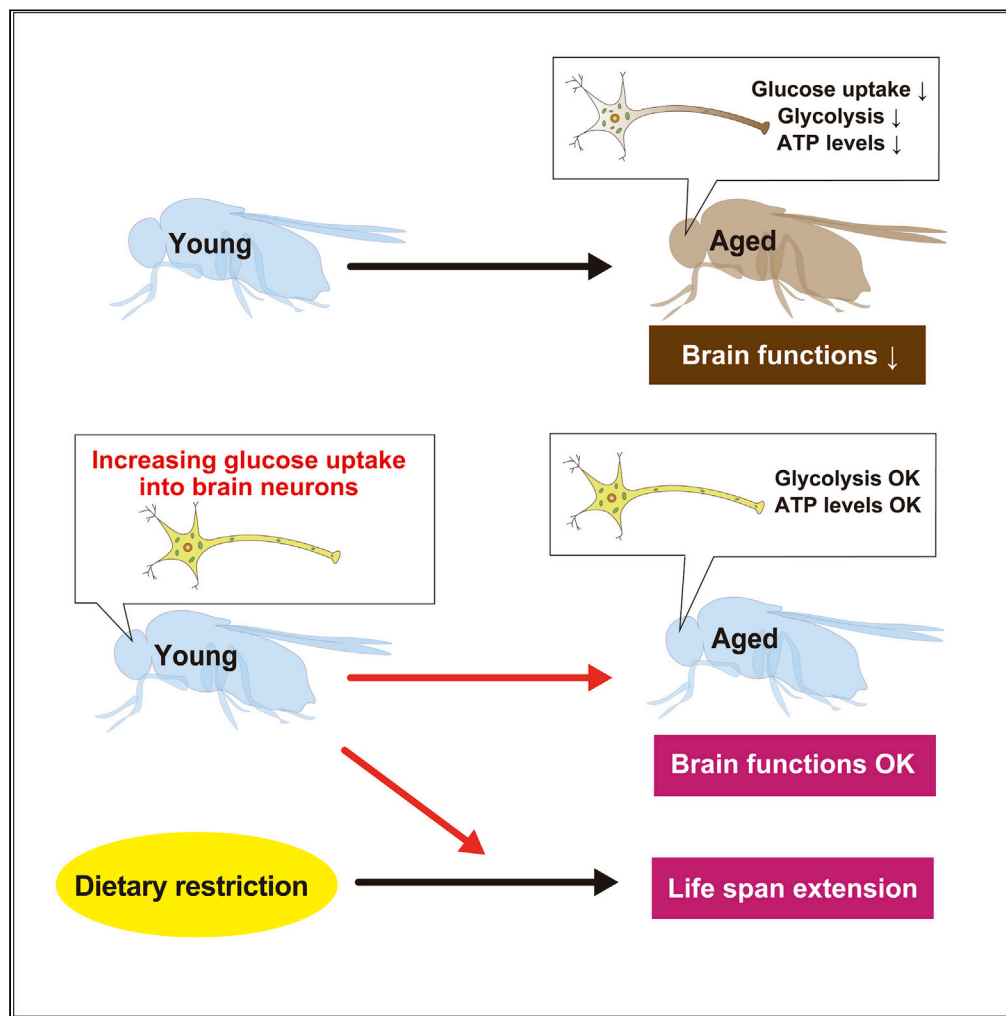 Glucose uptake ↓
Glycolysis ↓
ATP levels ↓
Young
Aged
Brain functions ↓
Increasing glucose uptake
into brain neurons
Glycolysis OK
ATP levels OK
Young
Aged
Brain functions OK
Dietary restriction
Life span extension